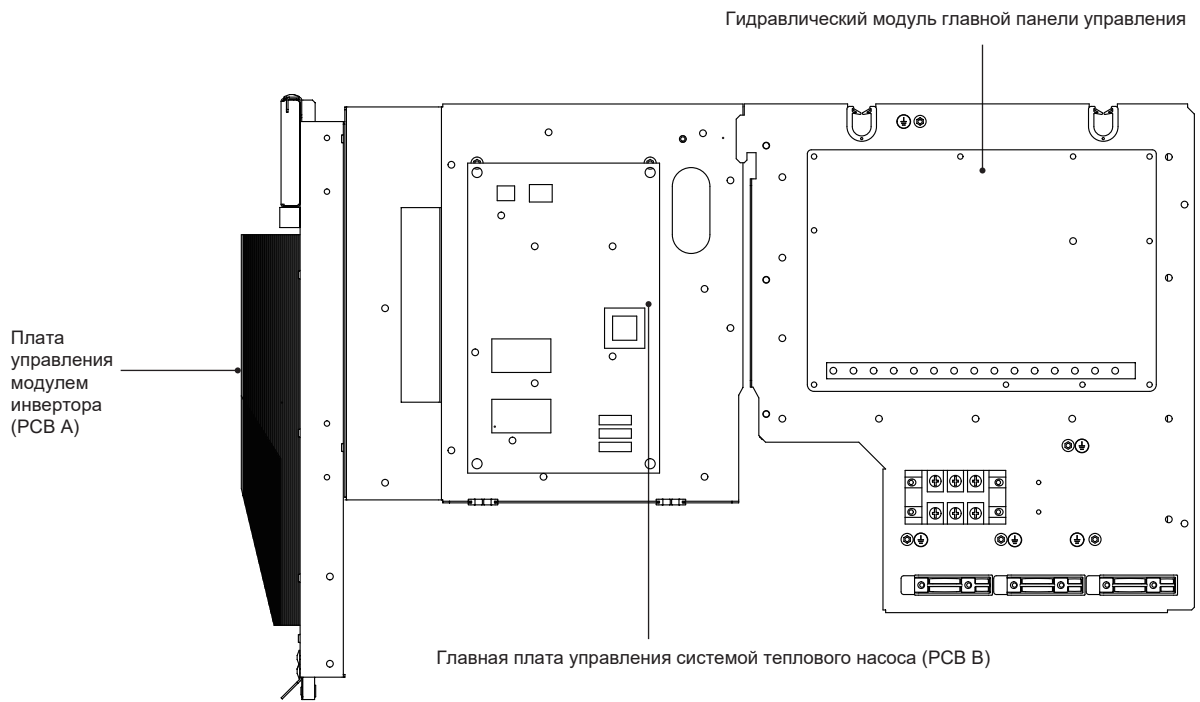 Гидравлический модуль главной панели управления
Плата
управления
модулем
инвертора
(PCB A)
Главная плата управления системой теплового насоса (PCB B)